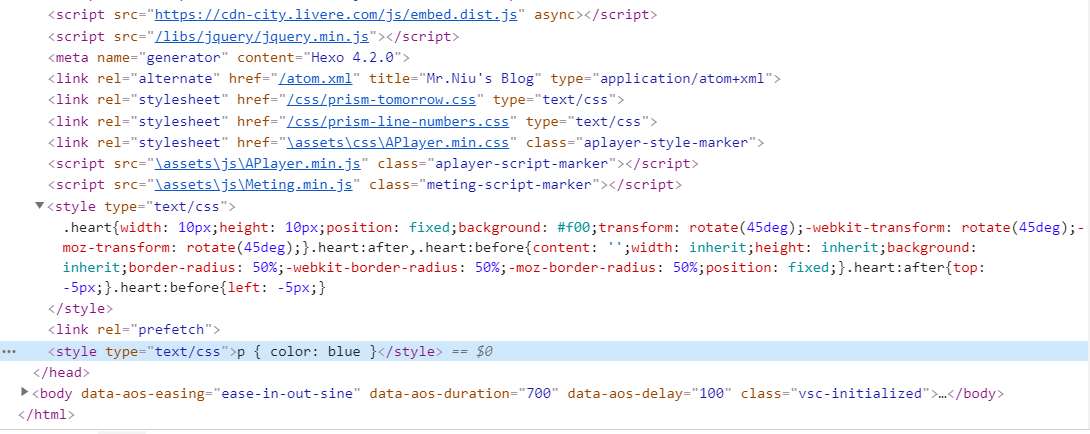 <script src="https://cdn-city.livere.com/js/embed.dist.js" async></script>
<script src="/libs/jquery/jquery.min.js"></script>
<meta name="generator" content="Hexo 4.2.0">
<link rel="alternate" href="/atom.xml" title="Mr.Niu's Blog" type="application/atom+xml">
<link rel="stylesheet" href="/css/prism-tomorrow.css" type="text/css">
<link rel="stylesheet" href="/css/prism-line-numbers.css" type="text/css">
<link rel="stylesheet" href="\assets\css\APlayer.min.css" class="aplayer-style-marker">
<script src="\assets\js\APlayer.min.js" class="aplayer-script-marker"></script>
<script src="\assets\js\Meting.min.js" class="meting-script-marker"></script>
▼<style type="text/css">
.heart{width: 10px;height: 10px;position: fixed;background: #f00;transform: rotate(45deg);-webkit-transform: rotate(45deg);-
moz-transform: rotate(45deg);}.heart:after,.heart:before{content: '';width: inherit;height: inherit;background:
inherit;border-radius: 50%;-webkit-border-radius: 50%;-moz-border-radius: 50%;position: fixed;}.heart:after{top:
-5px;}.heart:before{left: -5px;}
</style>
<link rel="prefetch">
••• <style type="text/css">p { color: blue }</style> == $0
</head>
▶<body data-aos-easing="ease-in-out-sine" data-aos-duration="700" data-aos-delay="100" class="vsc-initialized">…</body>
</html>